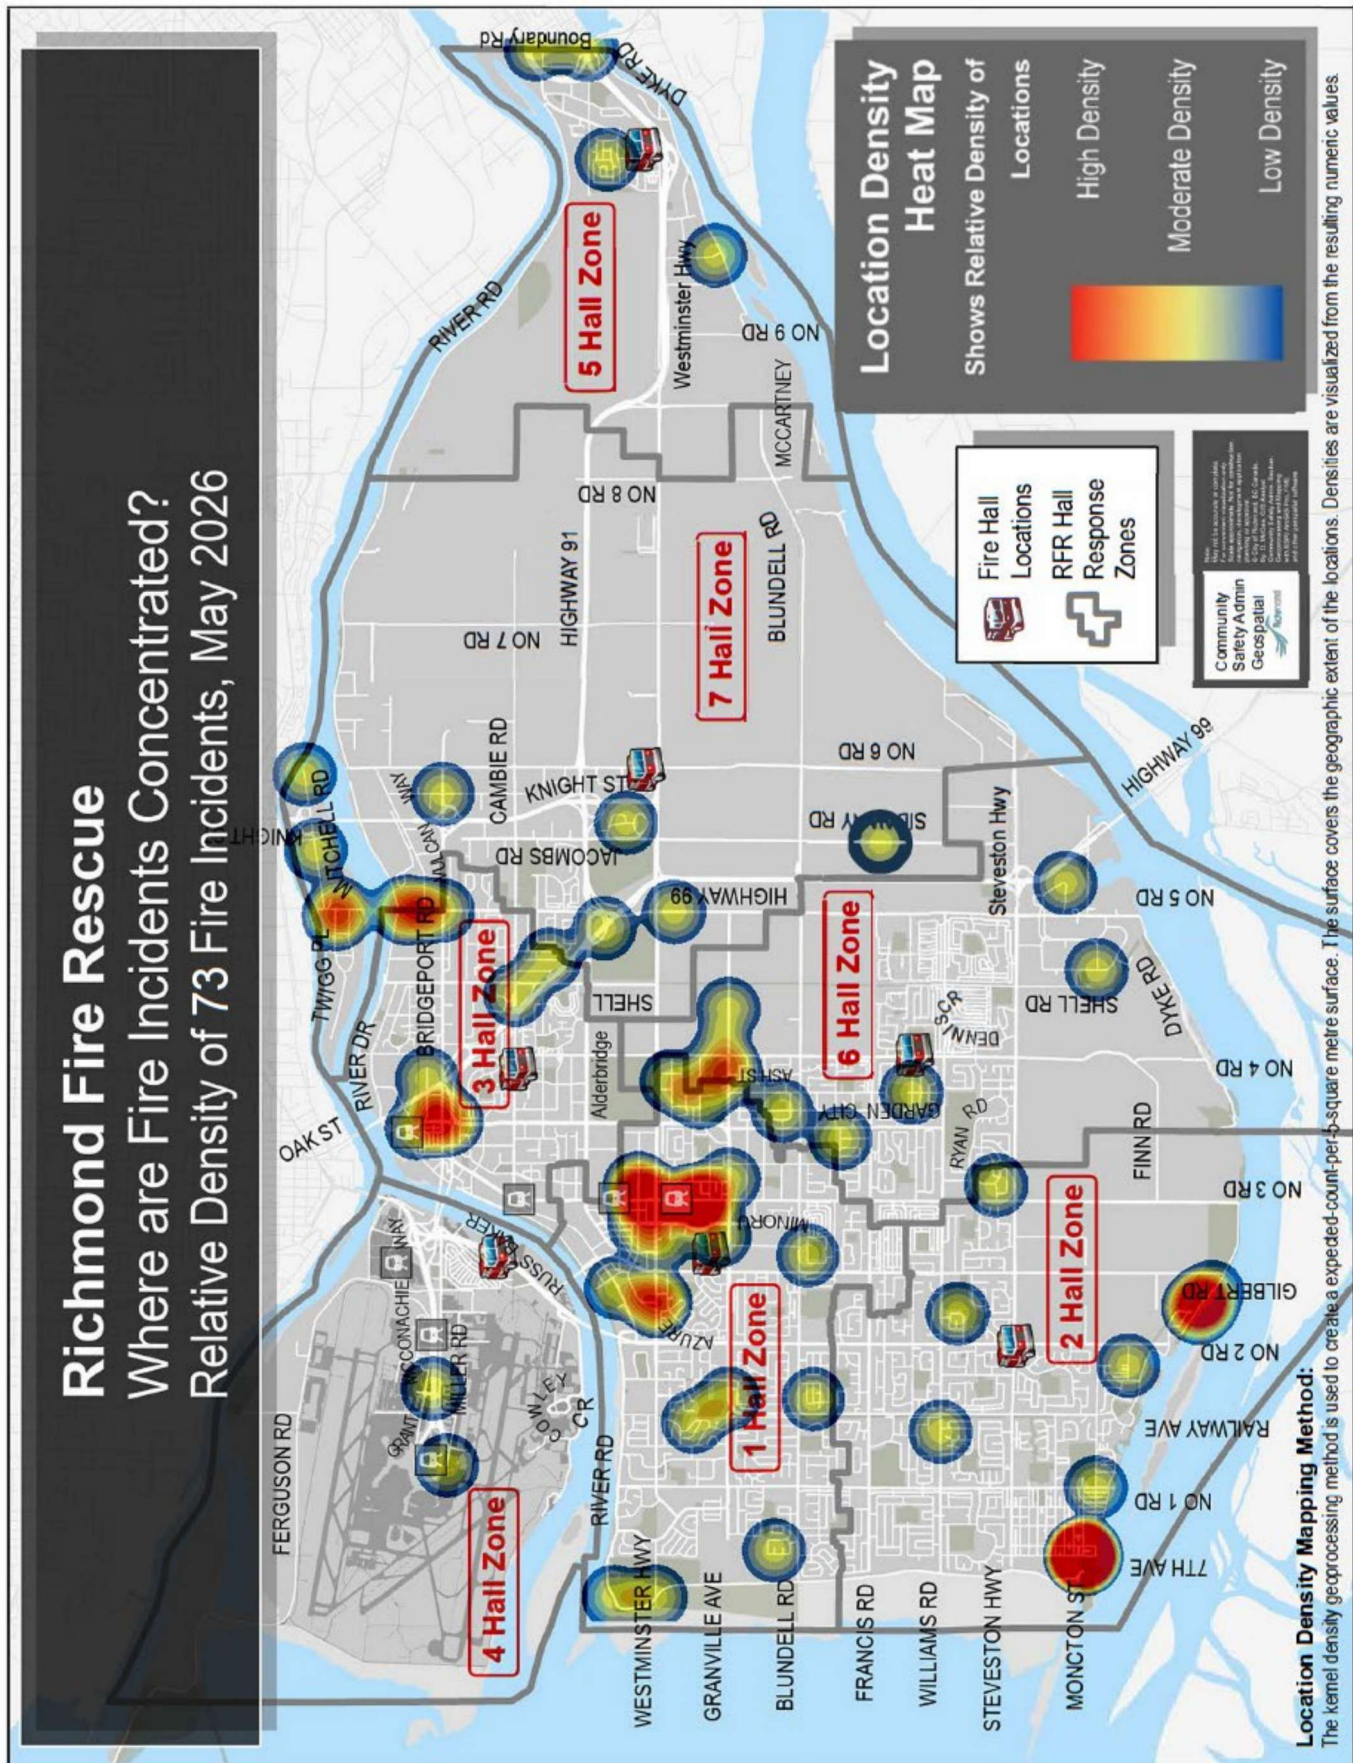 Richmond Fire Rescue
Where are Fire Incidents Concentrated?
Relative Density of 73 Fire Incidents, May 2026
FERGUSON RD
GRANT MCCONACHIE WAY
MILLER RD
COWLEY CR
RUSS BAKER
4 Hall Zone
OAK ST
RIVER DR
TWIGG PL
MITCHELL RD
KNIGHT
RIVER RD
Boundary Rd
DYKE RD
BRIDGEPORT RD
VULCAN WAY
3 Hall Zone
CAMBIE RD
KNIGHT ST
JACOMBS RD
NO 7 RD
HIGHWAY 91
NO 8 RD
5 Hall Zone
Westminster Hwy
NO 9 RD
MCCARTNEY
RIVER RD
WESTMINSTER HWY
GRANVILLE AVE
BLUNDELL RD
FRANCIS RD
WILLIAMS RD
STEVESTON HWY
MONCTON ST
Alderbridge
SHELL
HIGHWAY 99
7 Hall Zone
BLUNDELL RD
AZURE
MINORU
1 Hall Zone
ASH ST
GARDEN CITY
6 Hall Zone
SIDAWAY RD
NO 6 RD
RYAN RD
DENNIS CR
Steveston Hwy
SHELL RD
NO 5 RD
HIGHWAY 99
2 Hall Zone
FINN RD
DYKE RD
7TH AVE
NO 1 RD
RAILWAY AVE
NO 2 RD
GILBERT RD
NO 3 RD
NO 4 RD
Fire Hall
Locations
RFR Hall
Response
Zones
Community
Safety Admin
Geospatial
Richmond
Location Density
Heat Map
Shows Relative Density of
Locations
High Density
Moderate Density
Low Density
Location Density Mapping Method:
The kernel density geoprocessing method is used to create a expeded-count-per-5-square metre surface. The surface covers the geographic extent of the locations. Densities are visualized from the resulting numeric values.